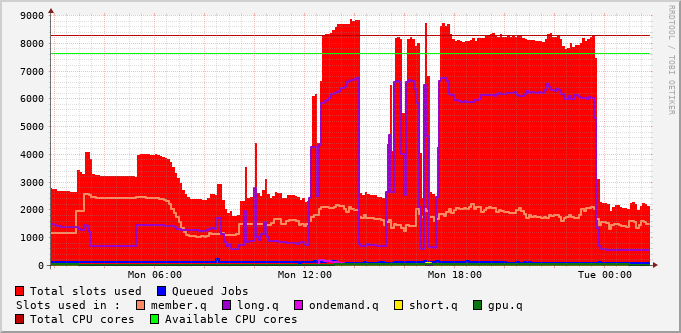 9000
8000
7000
6000
5000
4000
3000
2000
1000
0
Mon 06:00 Mon 12:00 Mon 18:00 Tue 00:00
RRDTOOL / TOBI OETIKER
Total slots used Queued Jobs
Slots used in : member.q long.q ondemand.q short.q gpu.q
Total CPU cores Available CPU cores